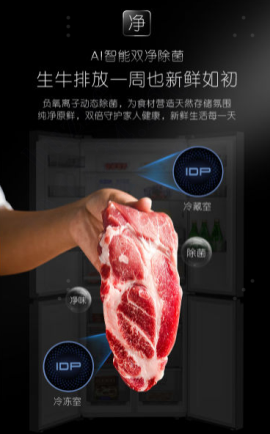 净
AI智能双净除菌
生牛排放一周也新鲜如初
负氧离子动态除菌，为食材营造天然存储氛围
纯净原鲜，双倍守护家人健康，新鲜生活每一天
IDP
冷藏室
除菌
净味
IDP
冷冻室